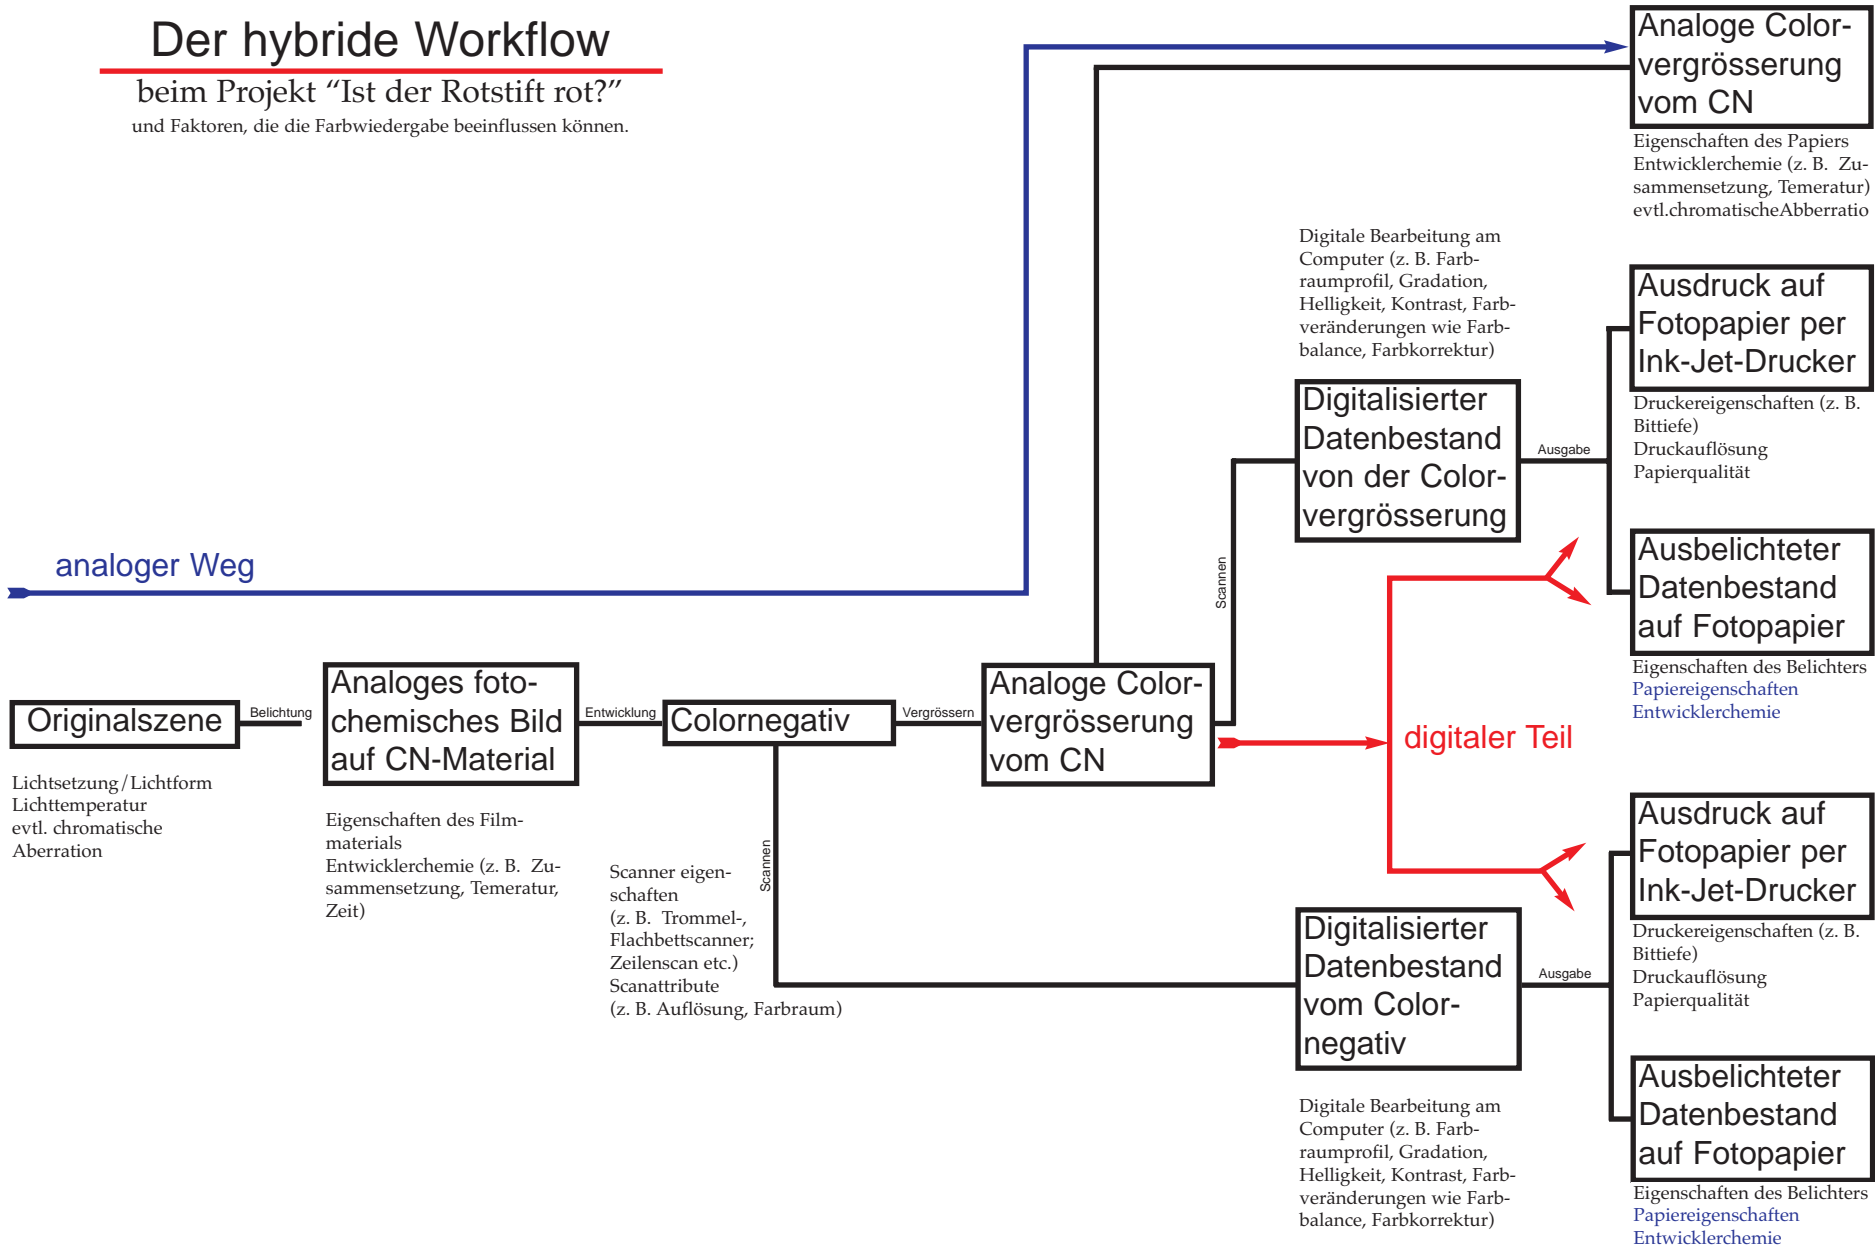 Der hybride Workflow
beim Projekt “Ist der Rotstift rot?”
und Faktoren, die die Farbwiedergabe beeinflussen können.
analoger Weg
Originalszene
Lichtsetzung/Lichtform
Lichttemperatur
evtl. chromatische
Aberration
Belichtung
Analoges foto-
chemisches Bild
auf CN-Material
Eigenschaften des Film-
materials
Entwicklerchemie (z. B. Zu-
sammensetzung, Temeratur,
Zeit)
Entwicklung
Colornegativ
Scannen
Scanner eigen-
schaften
(z. B. Trommel-,
Flachbettscanner;
Zeilenscan etc.)
Scanattribute
(z. B. Auflösung, Farbraum)
Vergrössern
Analoge Color-
vergrösserung
vom CN
Scannen
digitaler Teil
Analoge Color-
vergrösserung
vom CN
Eigenschaften des Papiers
Entwicklerchemie (z. B. Zu-
sammensetzung, Temeratur)
evtl.chromatischeAbberratio
Digitale Bearbeitung am
Computer (z. B. Farb-
raumprofil, Gradation,
Helligkeit, Kontrast, Farb-
veränderungen wie Farb-
balance, Farbkorrektur)
Digitalisierter
Datenbestand
von der Color-
vergrösserung
Ausgabe
Ausdruck auf
Fotopapier per
Ink-Jet-Drucker
Druckereigenschaften (z. B.
Bittiefe)
Druckauflösung
Papierqualität
Ausbelichteter
Datenbestand
auf Fotopapier
Eigenschaften des Belichters
Papiereigenschaften
Entwicklerchemie
Digitalisierter
Datenbestand
vom Color-
negativ
Digitale Bearbeitung am
Computer (z. B. Farb-
raumprofil, Gradation,
Helligkeit, Kontrast, Farb-
veränderungen wie Farb-
balance, Farbkorrektur)
Ausgabe
Ausdruck auf
Fotopapier per
Ink-Jet-Drucker
Druckereigenschaften (z. B.
Bittiefe)
Druckauflösung
Papierqualität
Ausbelichteter
Datenbestand
auf Fotopapier
Eigenschaften des Belichters
Papiereigenschaften
Entwicklerchemie